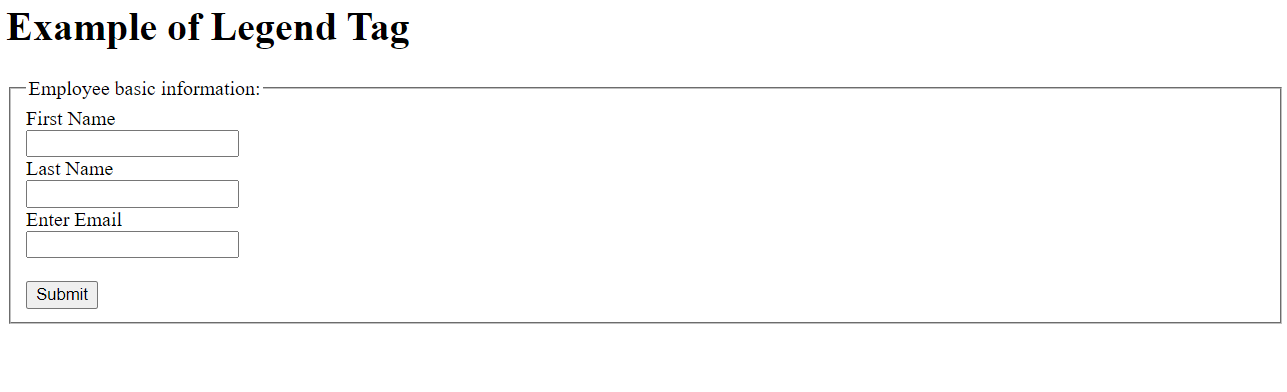 Example of Legend Tag
Employee basic information:
First Name
Last Name
Enter Email
Submit